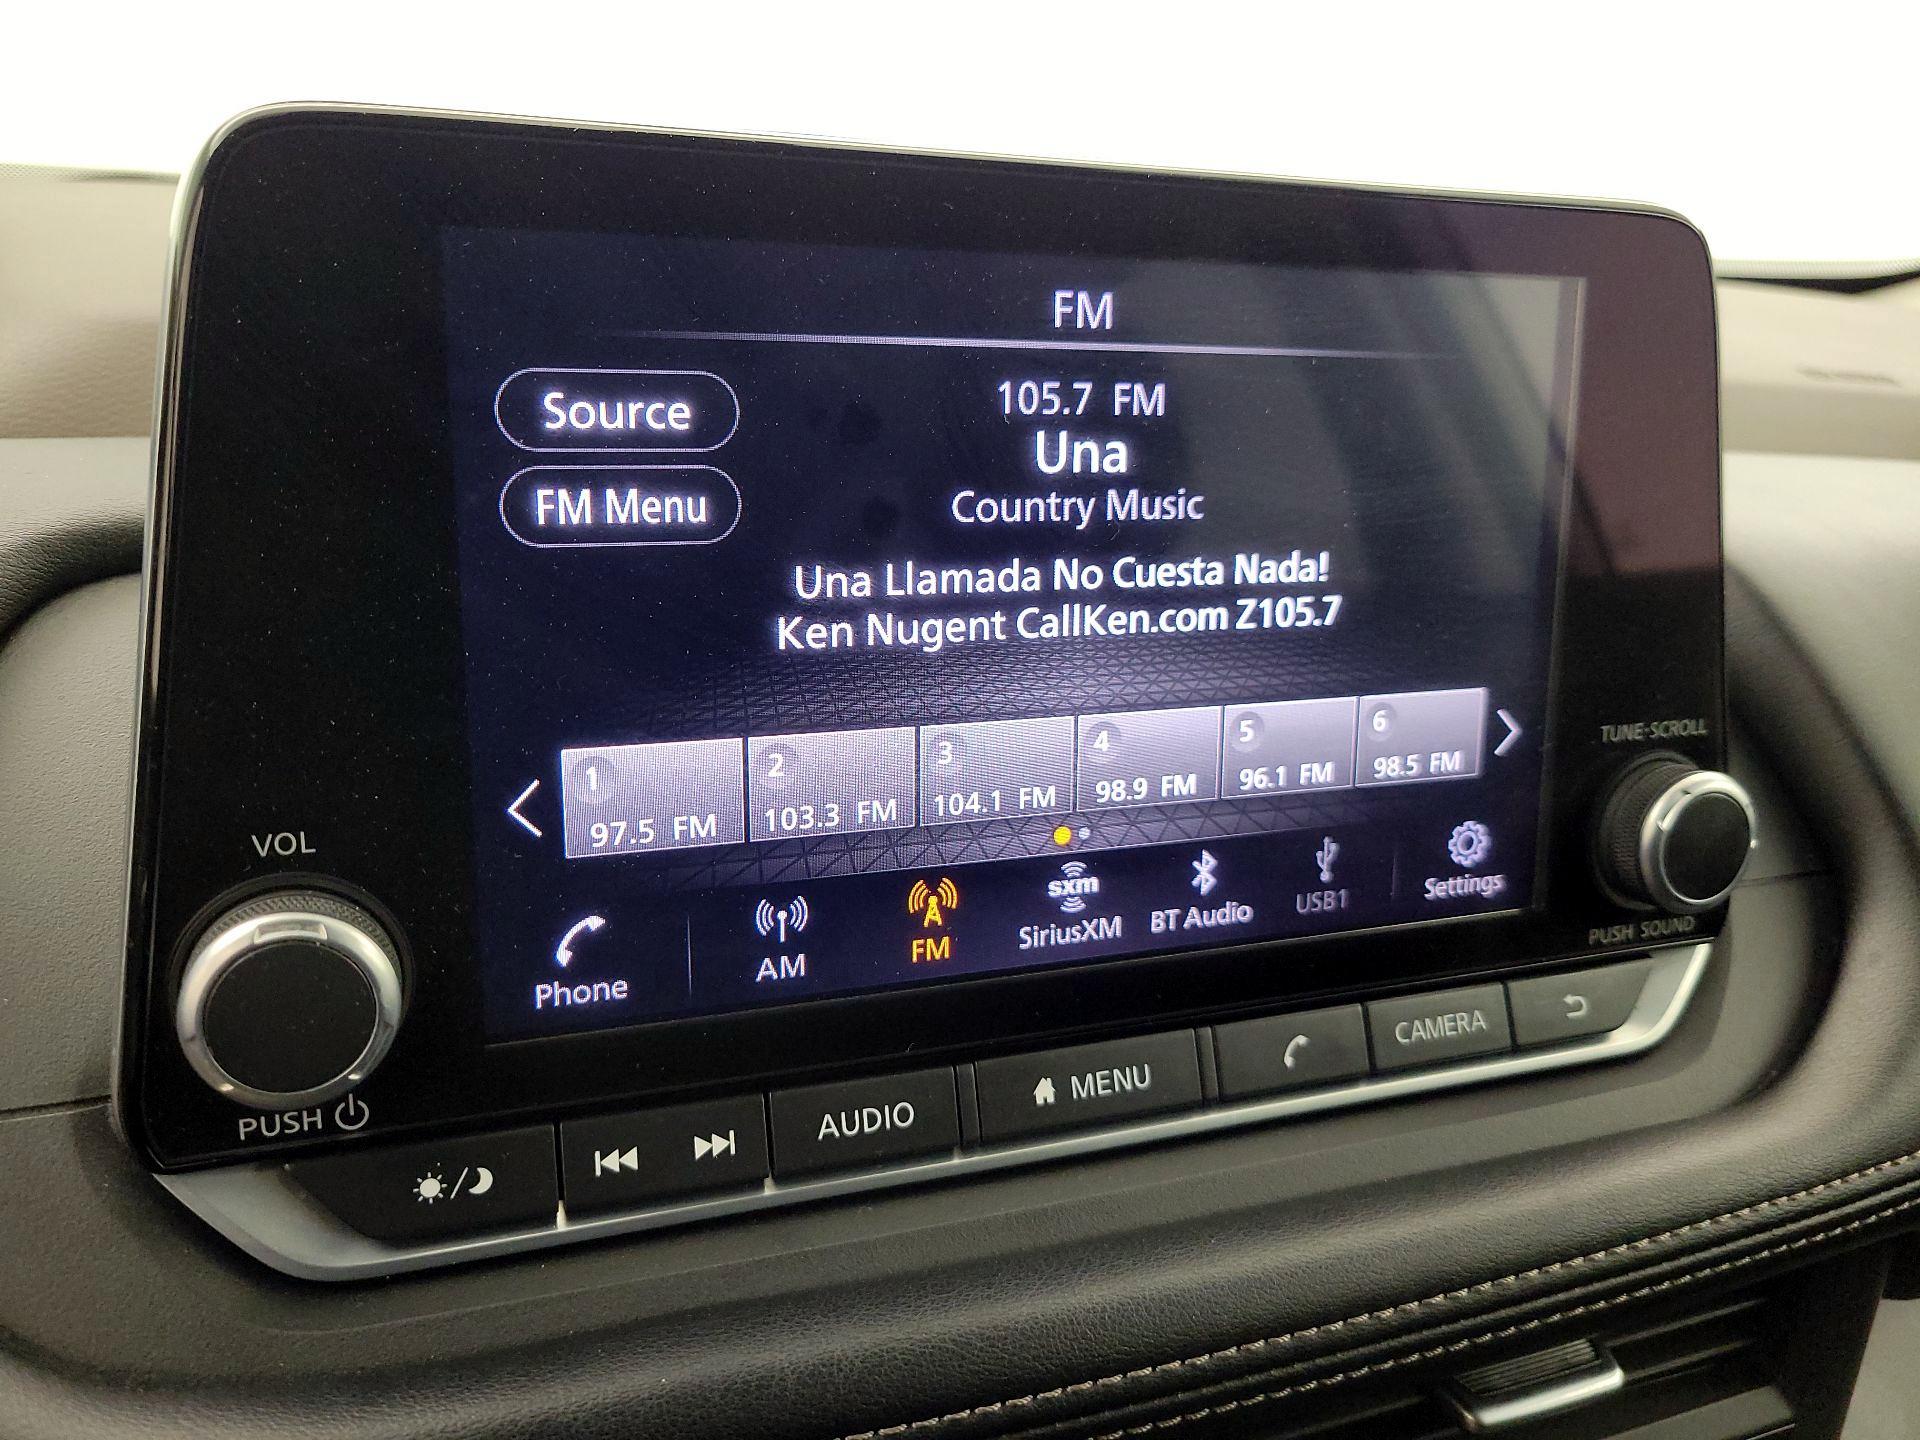 FM
Source
105.7 FM
Una
FM Menu
Country Music
Una Llamada No Cuesta Nada!
Ken Nugent CallKen.com Z105.7
1
97.5 FM
2
103.3 FM
3
104.1 FM
4
98.9 FM
5
96.1 FM
6
98.5 FM
Phone
AM
FM
sxm
SiriusXM
BT Audio
USB1
Settings
VOL
PUSH
TUNE·SCROLL
PUSH SOUND
AUDIO
MENU
CAMERA